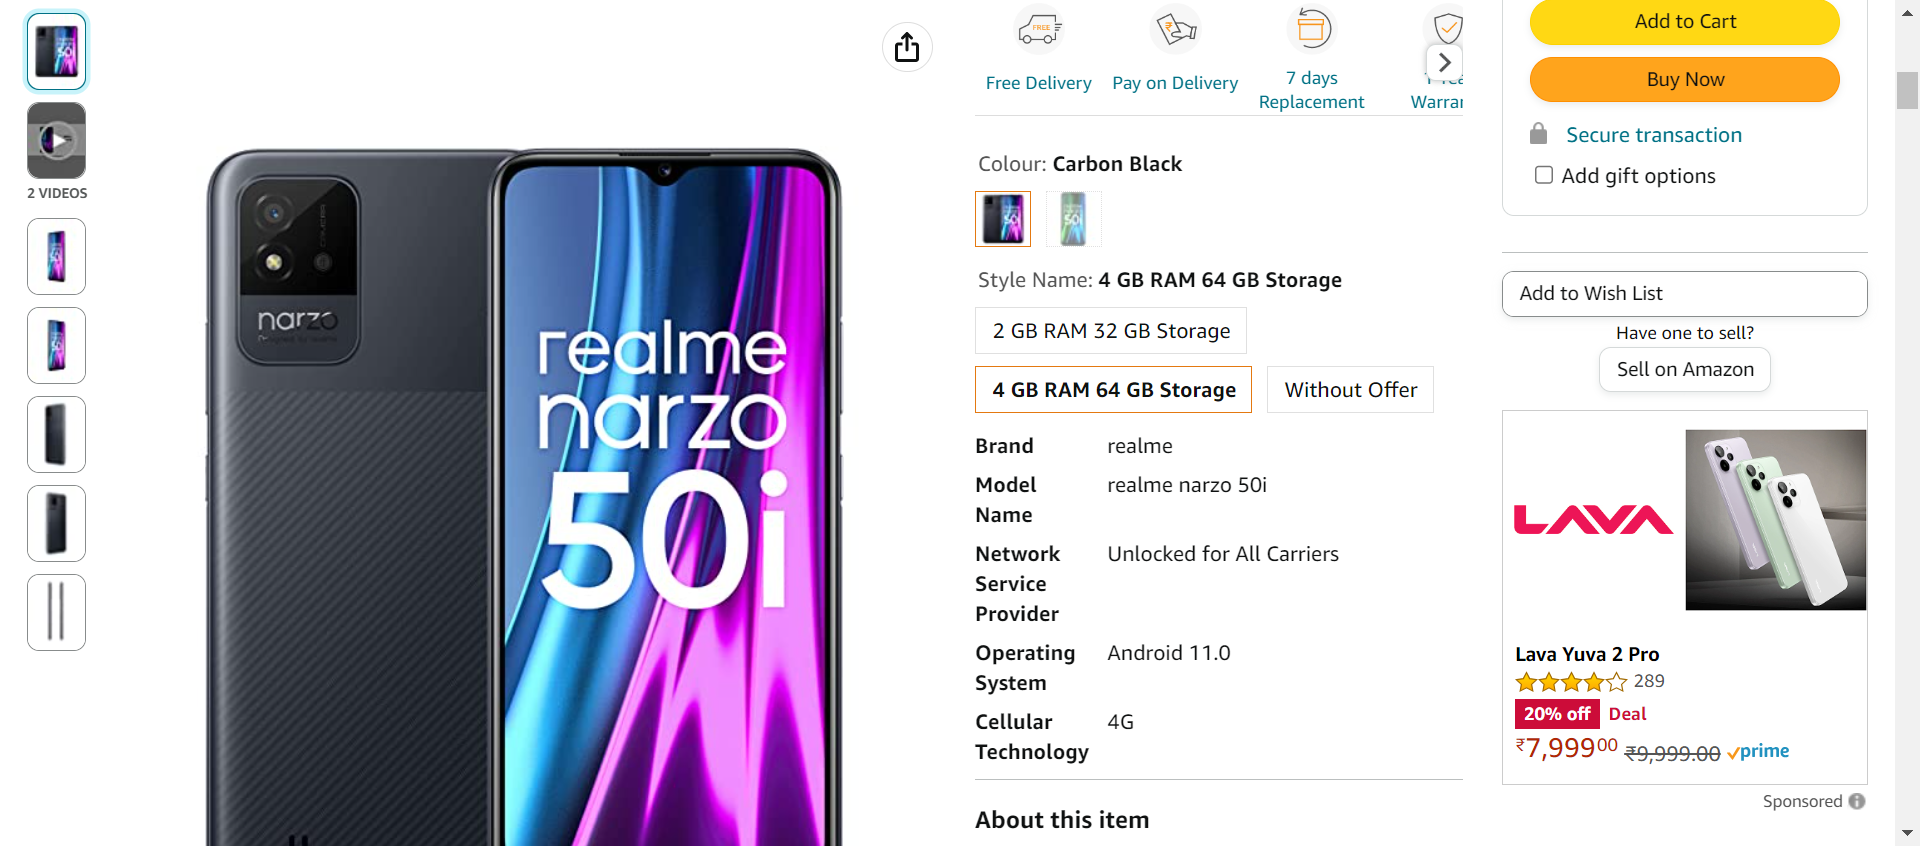 2 VIDEOS
narzo
realme
narzo
50i
FREE
Free Delivery
Pay on Delivery
7 days
Replacement
Warran
Colour: Carbon Black
Style Name: 4 GB RAM 64 GB Storage
2 GB RAM 32 GB Storage
4 GB RAM 64 GB Storage
Without Offer
Brand realme
Model realme narzo 50i
Name
Network Unlocked for All Carriers
Service
Provider
Operating Android 11.0
System
Cellular 4G
Technology
About this item
Add to Cart
Buy Now
Secure transaction
Add gift options
Add to Wish List
Have one to sell?
Sell on Amazon
LAVA
Lava Yuva 2 Pro
289
20% off Deal
₹7,99900 ₹9,999.00 prime
Sponsored